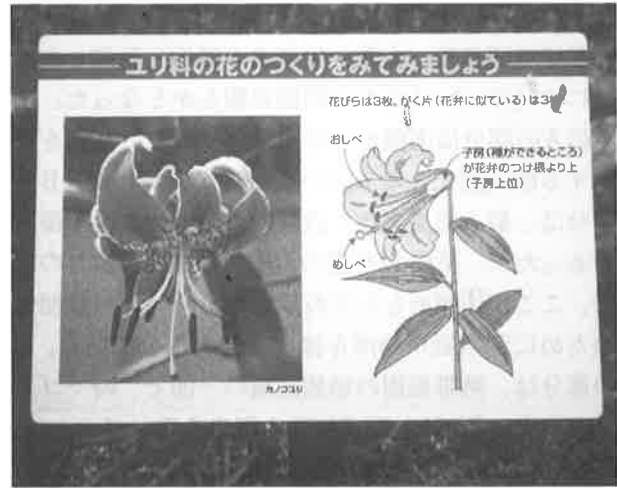 ユリ科の花のつくりをみてみましょう
花びらは3枚。がく片(花弁に似ている)は3
おしべ
子房(種ができるところ)
が花弁のつけ根より上
(子房上位)
めしべ
カノコユリ